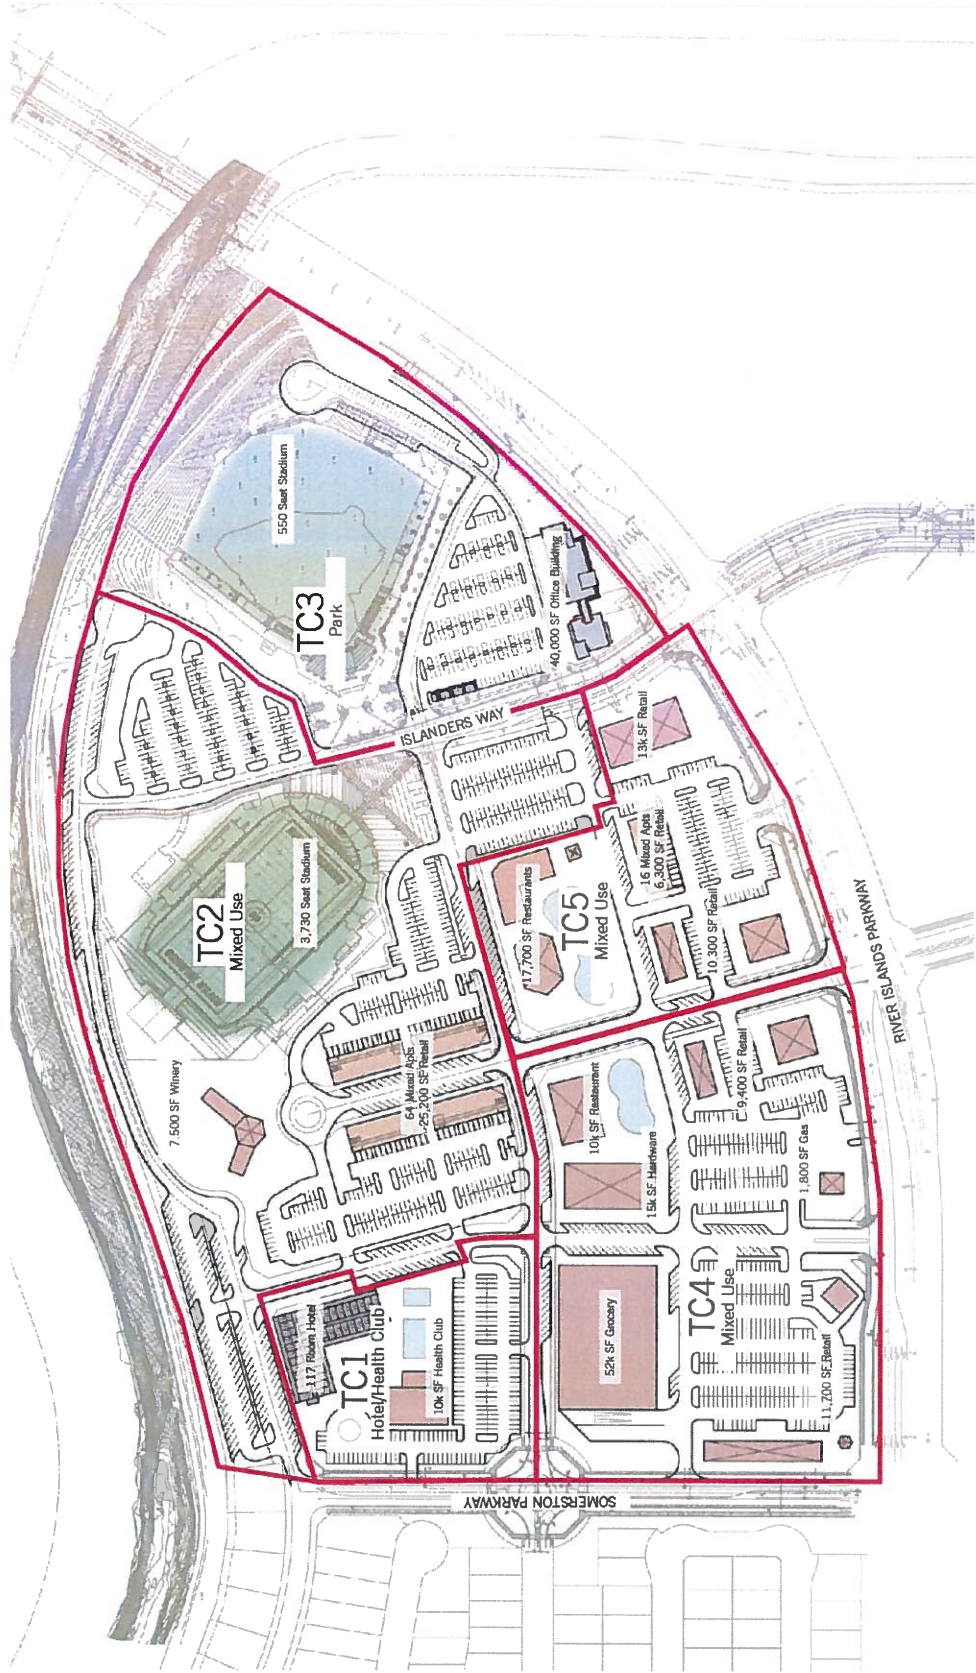 TC1
Hotel/Health Club
117 Room Hotel
10k SF Health Club
TC2
Mixed Use
3,730 Seat Stadium
7,500 SF Winery
64 Mixed Apts
25,200 SF Retail
TC3
Park
550 Seat Stadium
40,000 SF Office Building
ISLANDERS WAY
TC4
Mixed Use
52k SF Grocery
15k SF Hardware
10k SF Restaurant
9,400 SF Retail
1,800 SF Gas
11,200 SF Retail
TC5
Mixed Use
17,700 SF Restaurants
16 Mixed Apts
6,300 SF Retail
10,300 SF Retail
13k SF Retail
SOMERSTON PARKWAY
RIVER ISLANDS PARKWAY